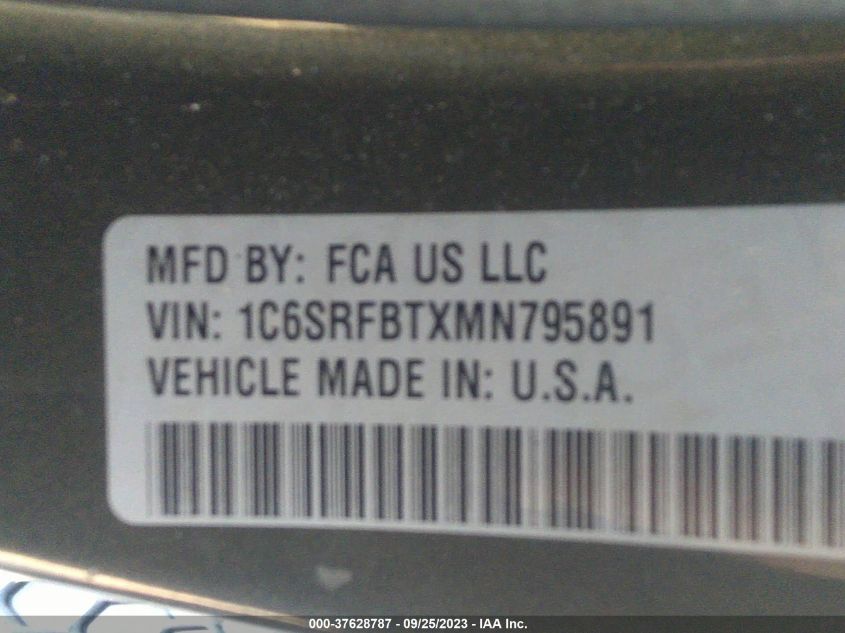 MFD BY: FCA US LLC
VIN: 1C6SRFBTXMN795891
VEHICLE MADE IN: U.S.A.
000-37628787 - 09/25/2023 - IAA Inc.